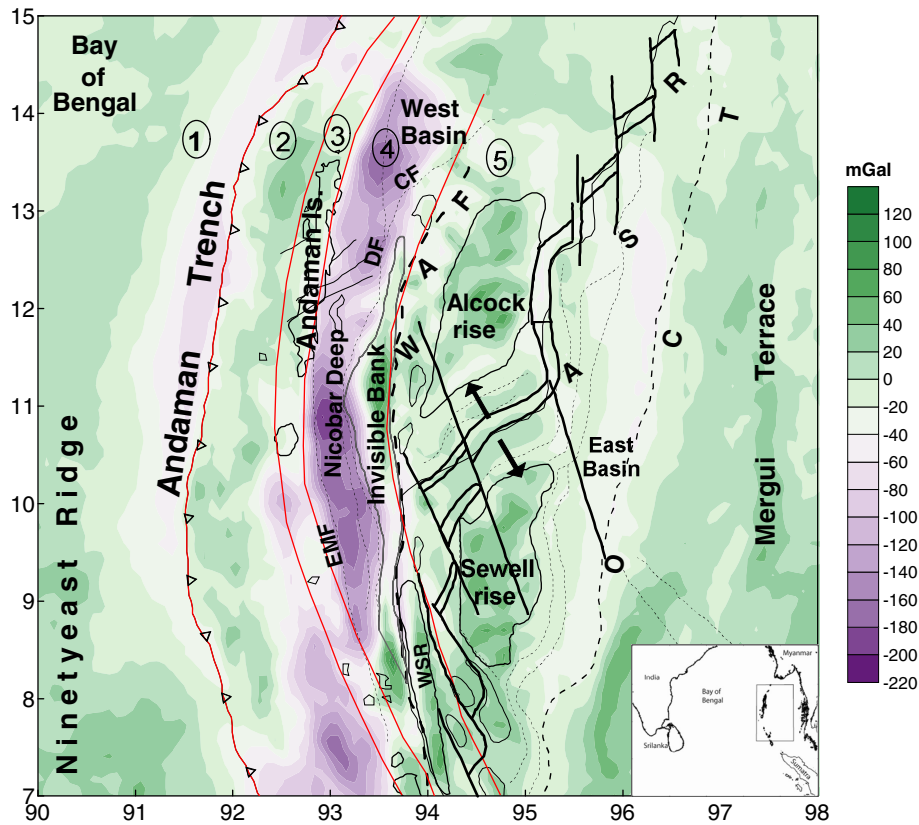 15
14
13
12
11
10
9
8
7
90
91
92
93
94
95
96
97
98
Bay
of
Bengal
1
2
3
4
5
West
Basin
CF
DF
Andaman Is.
Andaman Trench
Nicobar Deep
Invisible Bank
EMF
WAF
Alcock
rise
Sewell
rise
WSR
East
Basin
OASR
CT
Mergui Terrace
Ninetyeast Ridge
India
Bay of
Bengal
Myanmar
Srilanka
Sumatra
mGal
120
100
80
60
40
20
-0
-20
-40
-60
-80
-100
-120
-140
-160
-180
-200
-220